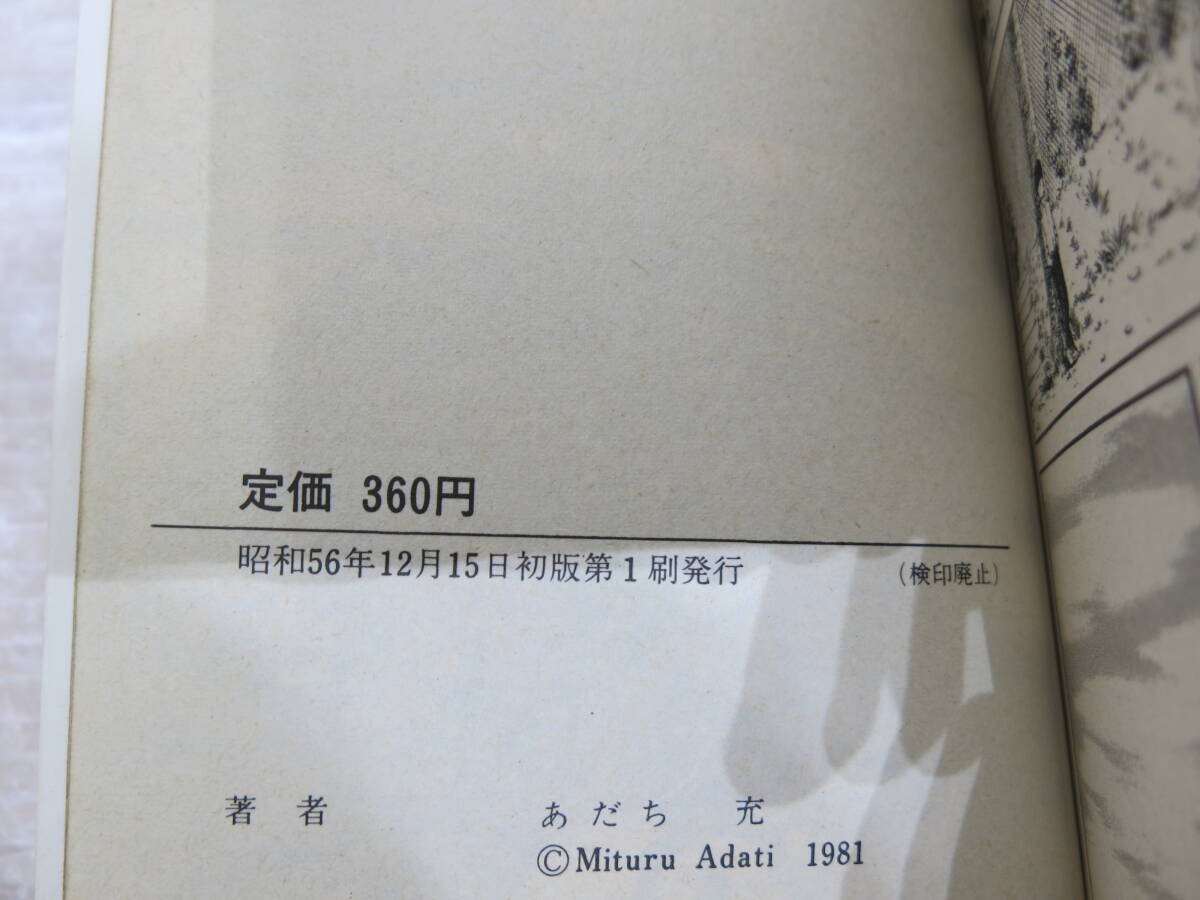 定価 360円
昭和56年12月15日初版第1刷発行 (検印廃止)
著者 あだち 充
©Mituru Adati 1981